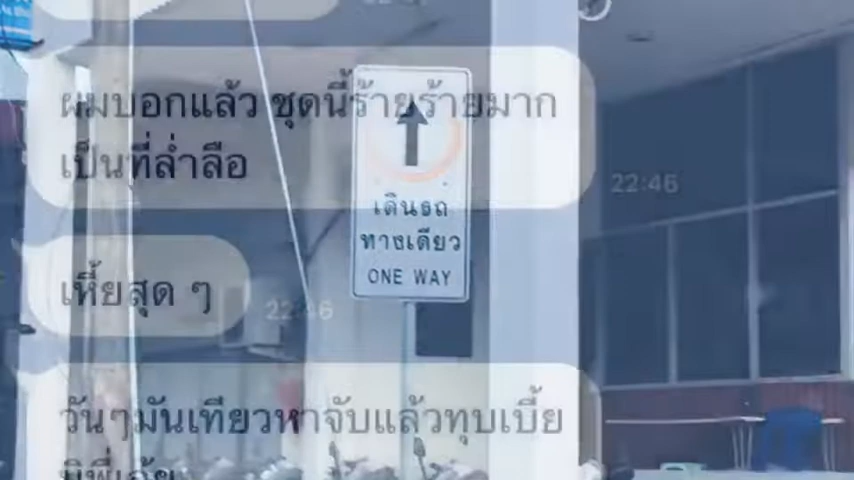 ผมบอกแล้ว ชุดนี้ร้ายร้ายมาก
เป็นที่ล่ำลือ
22:46
เดินรถ
ทางเดียว
ONE WAY
เหี้ยสุด ๆ
22:46
วันๆมันเทียวหาจับแล้วทุบเบี้ย